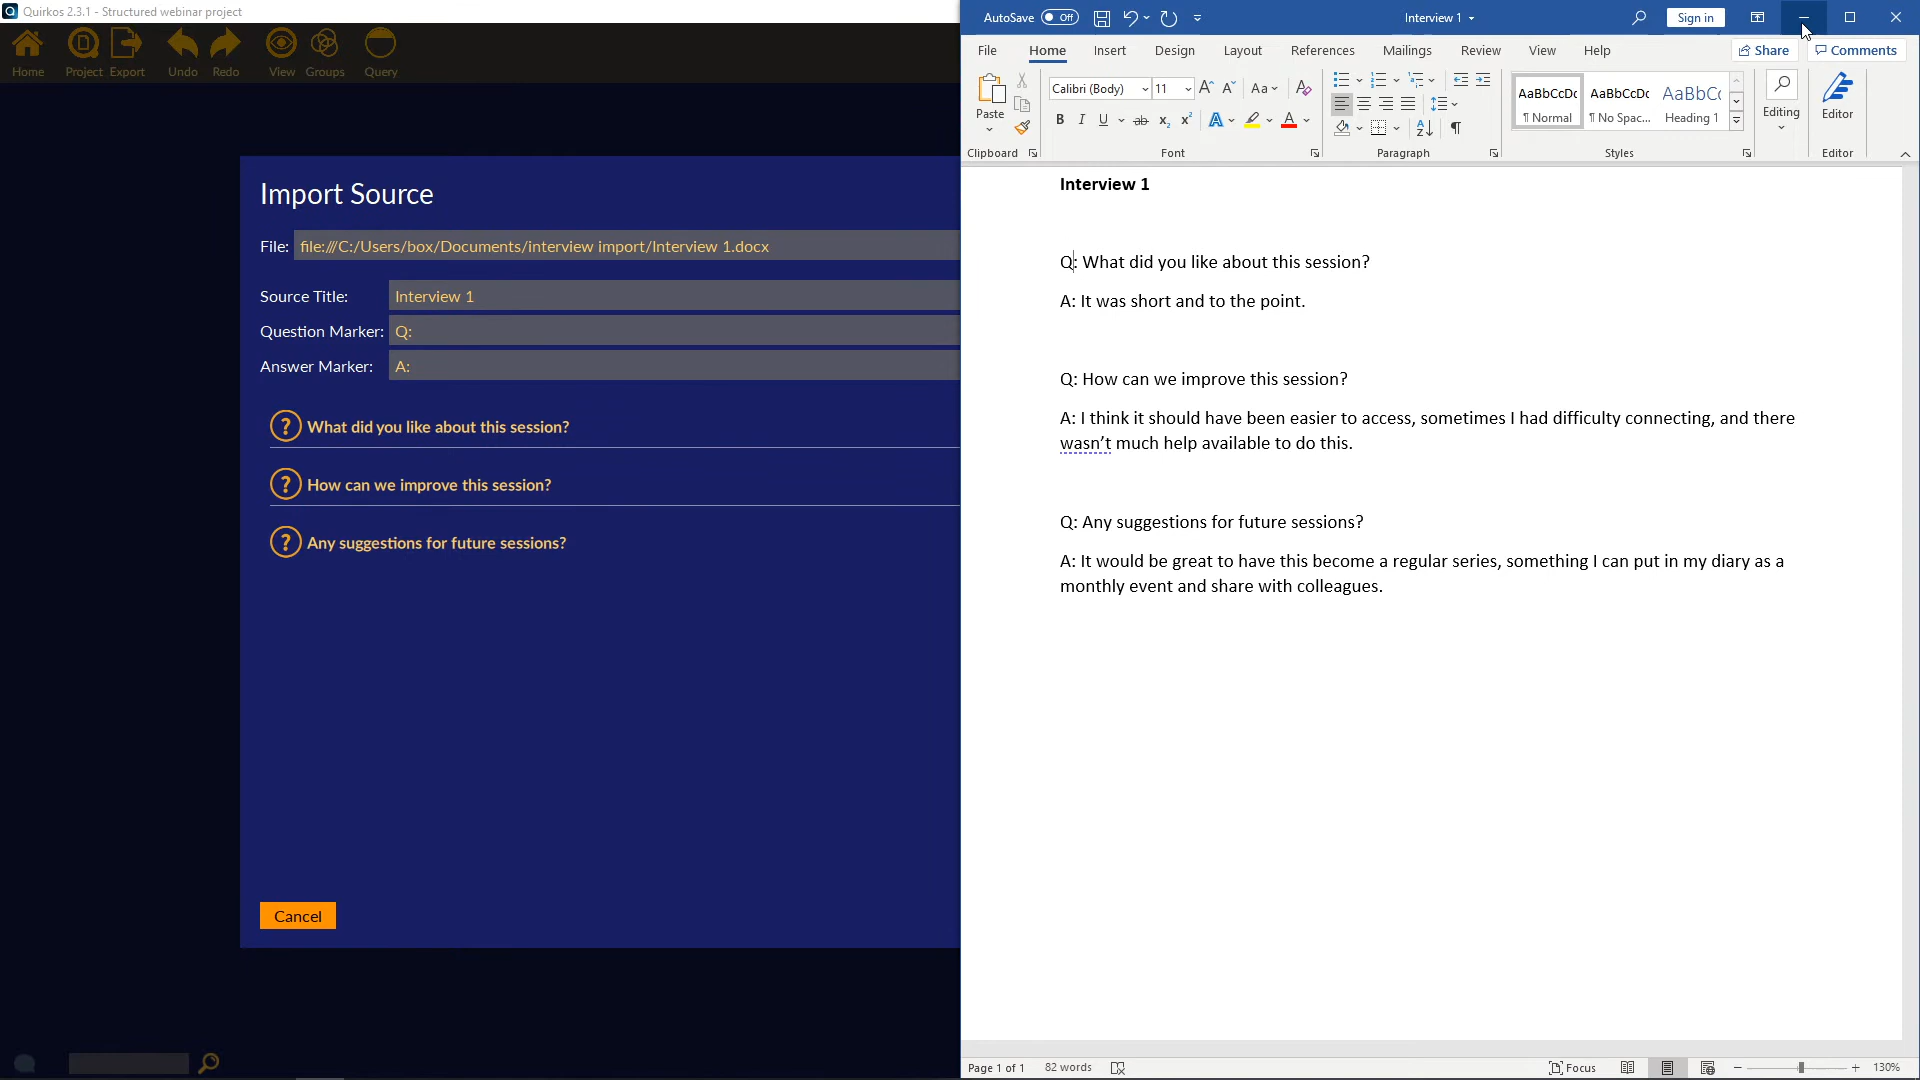 Quirkos 2.3.1 - Structured webinar project
Home
Project
Export
Undo
Redo
View
Groups
Query
Import Source
File: file:///C:/Users/box/Documents/interview import/Interview 1.docx
Source Title: Interview 1
Question Marker: Q:
Answer Marker: A:
What did you like about this session?
How can we improve this session?
Any suggestions for future sessions?
Cancel
AutoSave Off
Interview 1
Sign in
File Home Insert Design Layout References Mailings Review View Help
Share
Comments
Paste
Calibri (Body) 11
AaBbCcDc AaBbCcDc AaBbC
¶ Normal ¶ No Spac... Heading 1
Editing
Editor
Clipboard Font Paragraph Styles Editor
Interview 1
Q: What did you like about this session?
A: It was short and to the point.
Q: How can we improve this session?
A: I think it should have been easier to access, sometimes I had difficulty connecting, and there
wasn’t much help available to do this.
Q: Any suggestions for future sessions?
A: It would be great to have this become a regular series, something I can put in my diary as a
monthly event and share with colleagues.
Page 1 of 1 82 words
Focus
130%